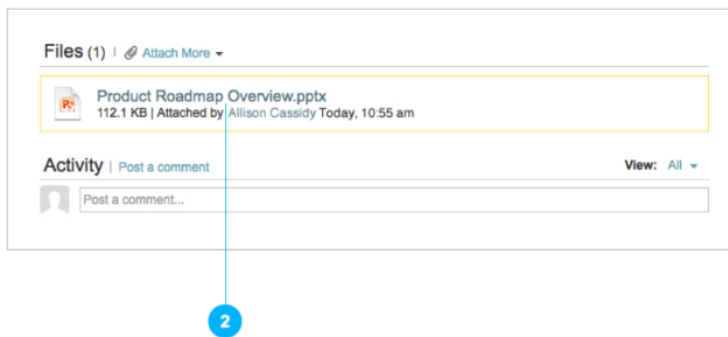 Files (1) | Attach More
Product Roadmap Overview.pptx
112.1 KB | Attached by Allison Cassidy Today, 10:55 am
Activity | Post a comment View: All
Post a comment...
2